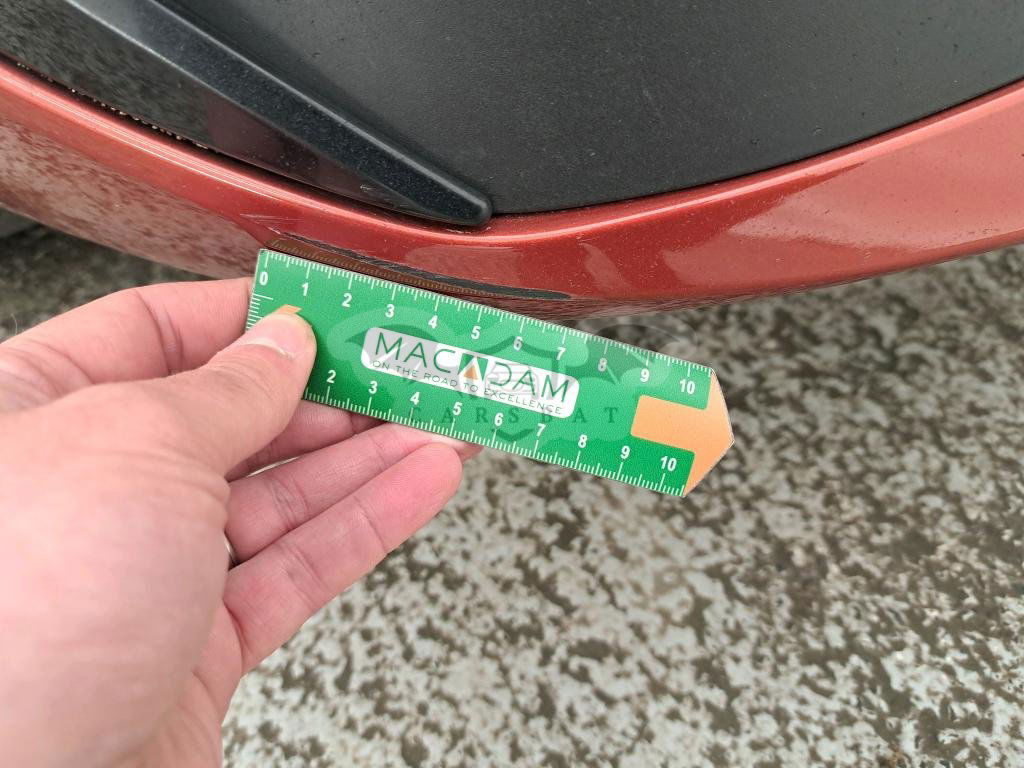 0 1 2 3 4 5 6 7 8 9 10
MACADAM
ON THE ROAD TO EXCELLENCE
CARSBAT
2 3 4 5 6 7 8 9 10